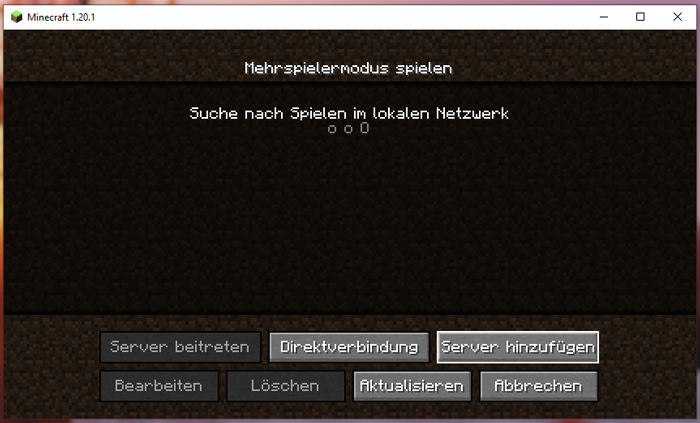 Minecraft 1.20.1
Mehrspielermodus spielen
Suche nach Spielen im lokalen Netzwerk
o o O
Server beitreten Direktverbindung Server hinzufügen
Bearbeiten Löschen Aktualisieren Abbrechen